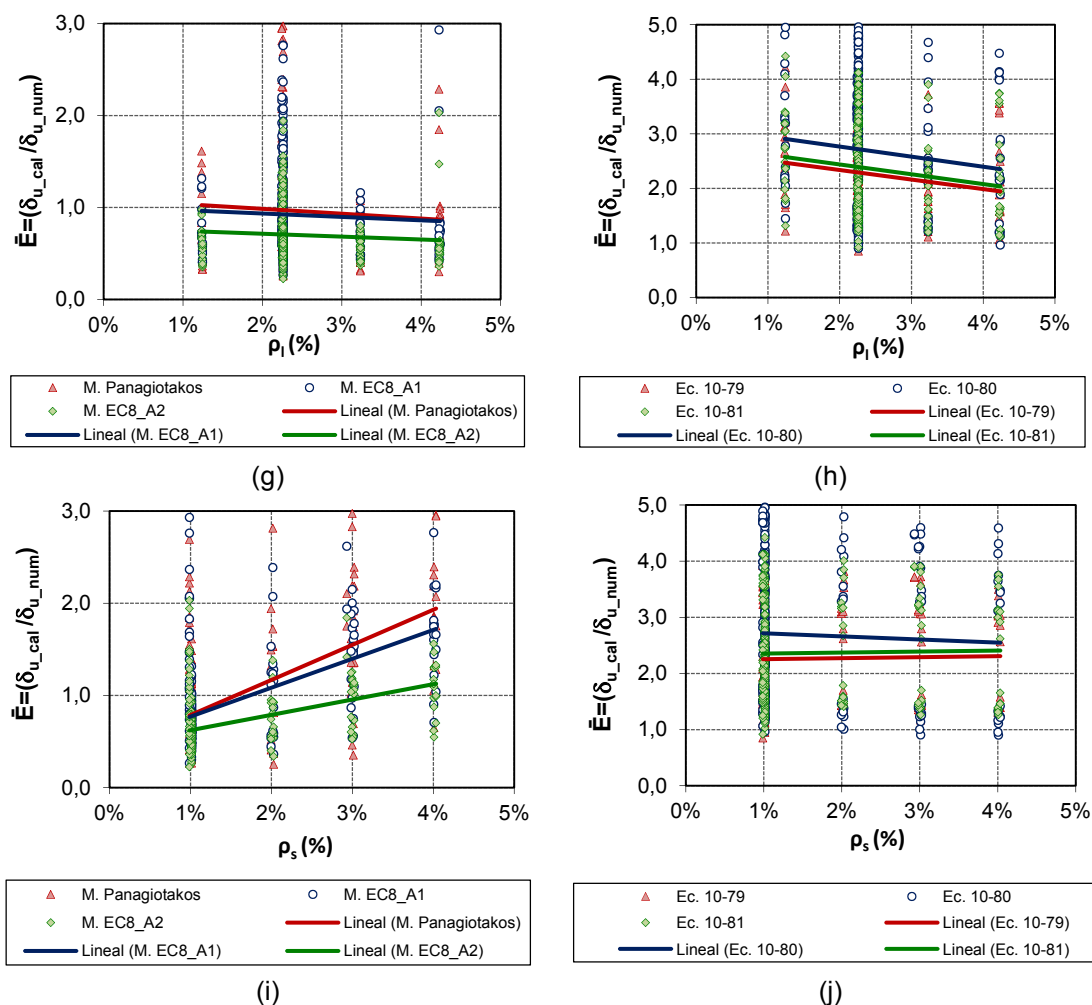 3,0
2,0
1,0
0,0
0% 1% 2% 3% 4% 5%
Ē=(δu_cal /δu_num)
ρl (%)
M. Panagiotakos M. EC8_A1
M. EC8_A2 Lineal (M. Panagiotakos)
Lineal (M. EC8_A1) Lineal (M. EC8_A2)
(g)
5,0
4,0
3,0
2,0
1,0
0,0
0% 1% 2% 3% 4% 5%
Ē=(δu_cal /δu_num)
ρl (%)
Ec. 10-79 Ec. 10-80
Ec. 10-81 Lineal (Ec. 10-79)
Lineal (Ec. 10-80) Lineal (Ec. 10-81)
(h)
3,0
2,0
1,0
0,0
0% 1% 2% 3% 4% 5%
Ē=(δu_cal /δu_num)
ρs (%)
M. Panagiotakos M. EC8_A1
M. EC8_A2 Lineal (M. Panagiotakos)
Lineal (M. EC8_A1) Lineal (M. EC8_A2)
(i)
5,0
4,0
3,0
2,0
1,0
0,0
0% 1% 2% 3% 4% 5%
Ē=(δu_cal /δu_num)
ρs (%)
Ec. 10-79 Ec. 10-80
Ec. 10-81 Lineal (Ec. 10-79)
Lineal (Ec. 10-80) Lineal (Ec. 10-81)
(j)